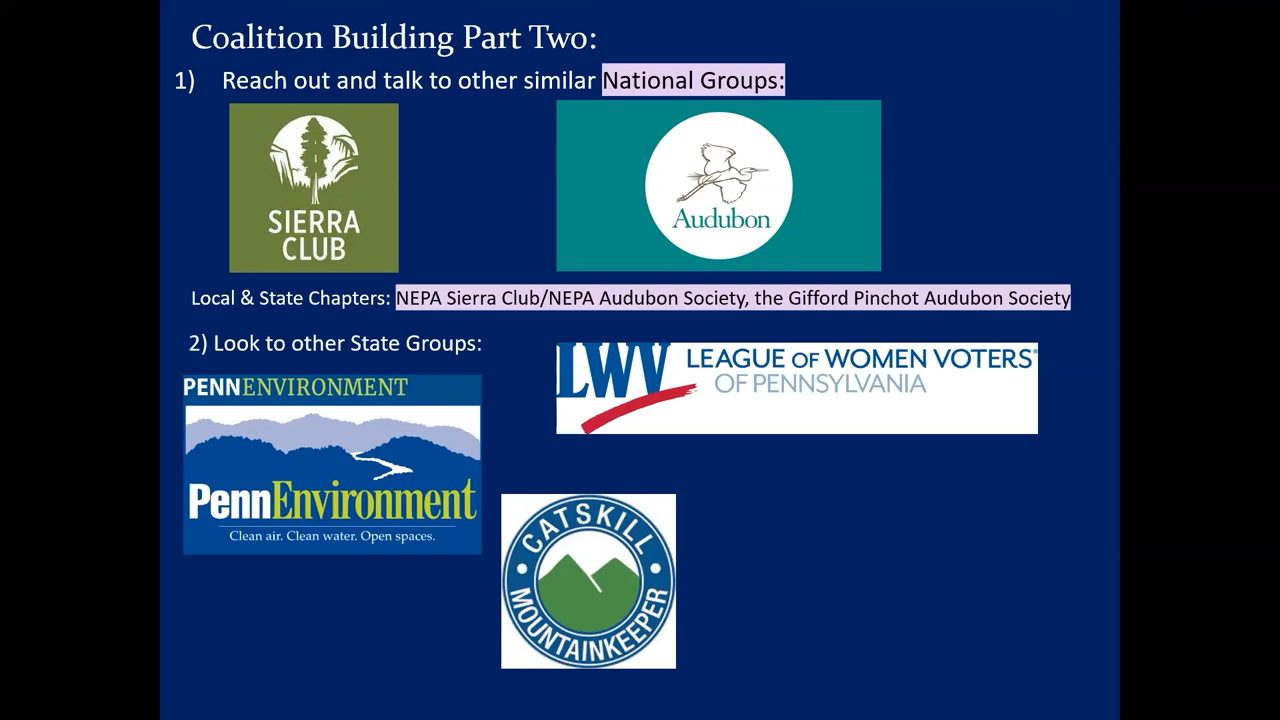 Coalition Building Part Two:
1) Reach out and talk to other similar National Groups:
SIERRA
CLUB
Audubon
Local & State Chapters: NEPA Sierra Club/NEPA Audubon Society, the Gifford Pinchot Audubon Society
2) Look to other State Groups:
PENNENVIRONMENT
PennEnvironment
Clean air. Clean water. Open spaces.
LWV LEAGUE OF WOMEN VOTERS®
OF PENNSYLVANIA
CATSKILL
MOUNTAINKEEPER